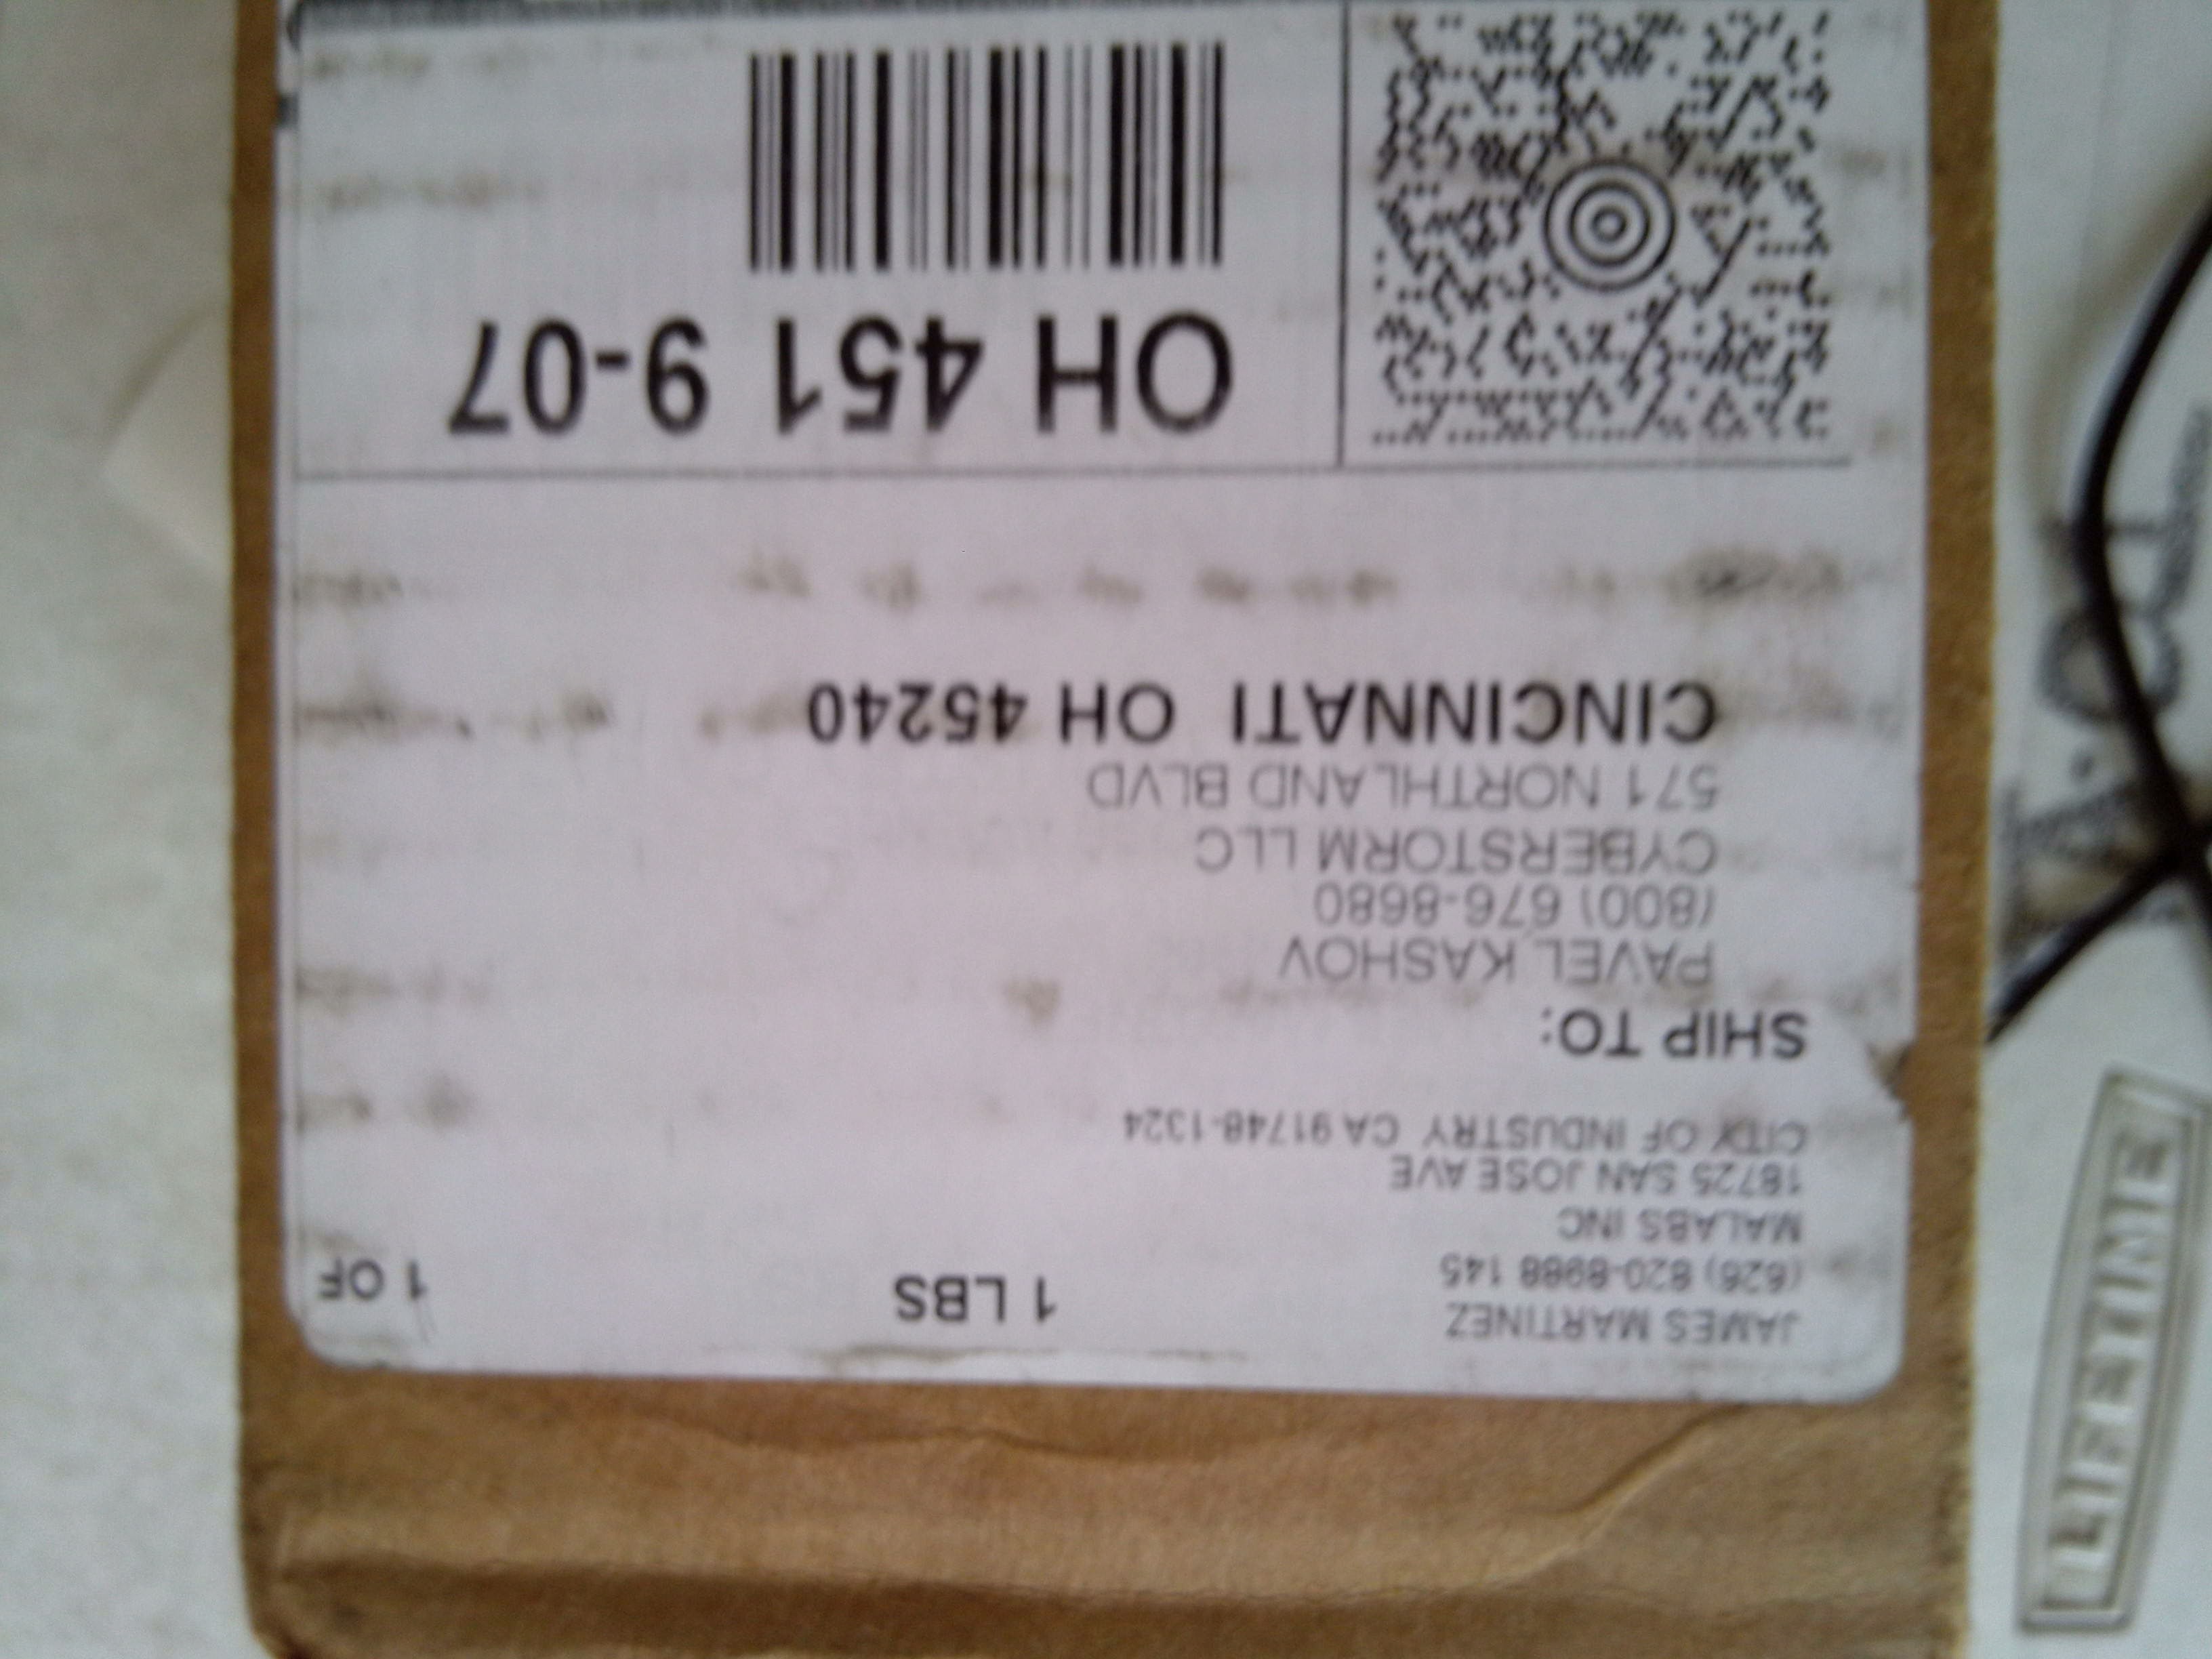 JAMES MARTINEZ
(626) 820-8988 145
MALABS INC
18725 SAN JOSE AVE
CITY OF INDUSTRY CA 91748-1324
1 LBS
1 OF
SHIP TO:
PAVEL KASHOV
(800) 676-8680
CYBERSTORM LLC
571 NORTHLAND BLVD
CINCINNATI OH 45240
OH 451 9-07
LIFETIME